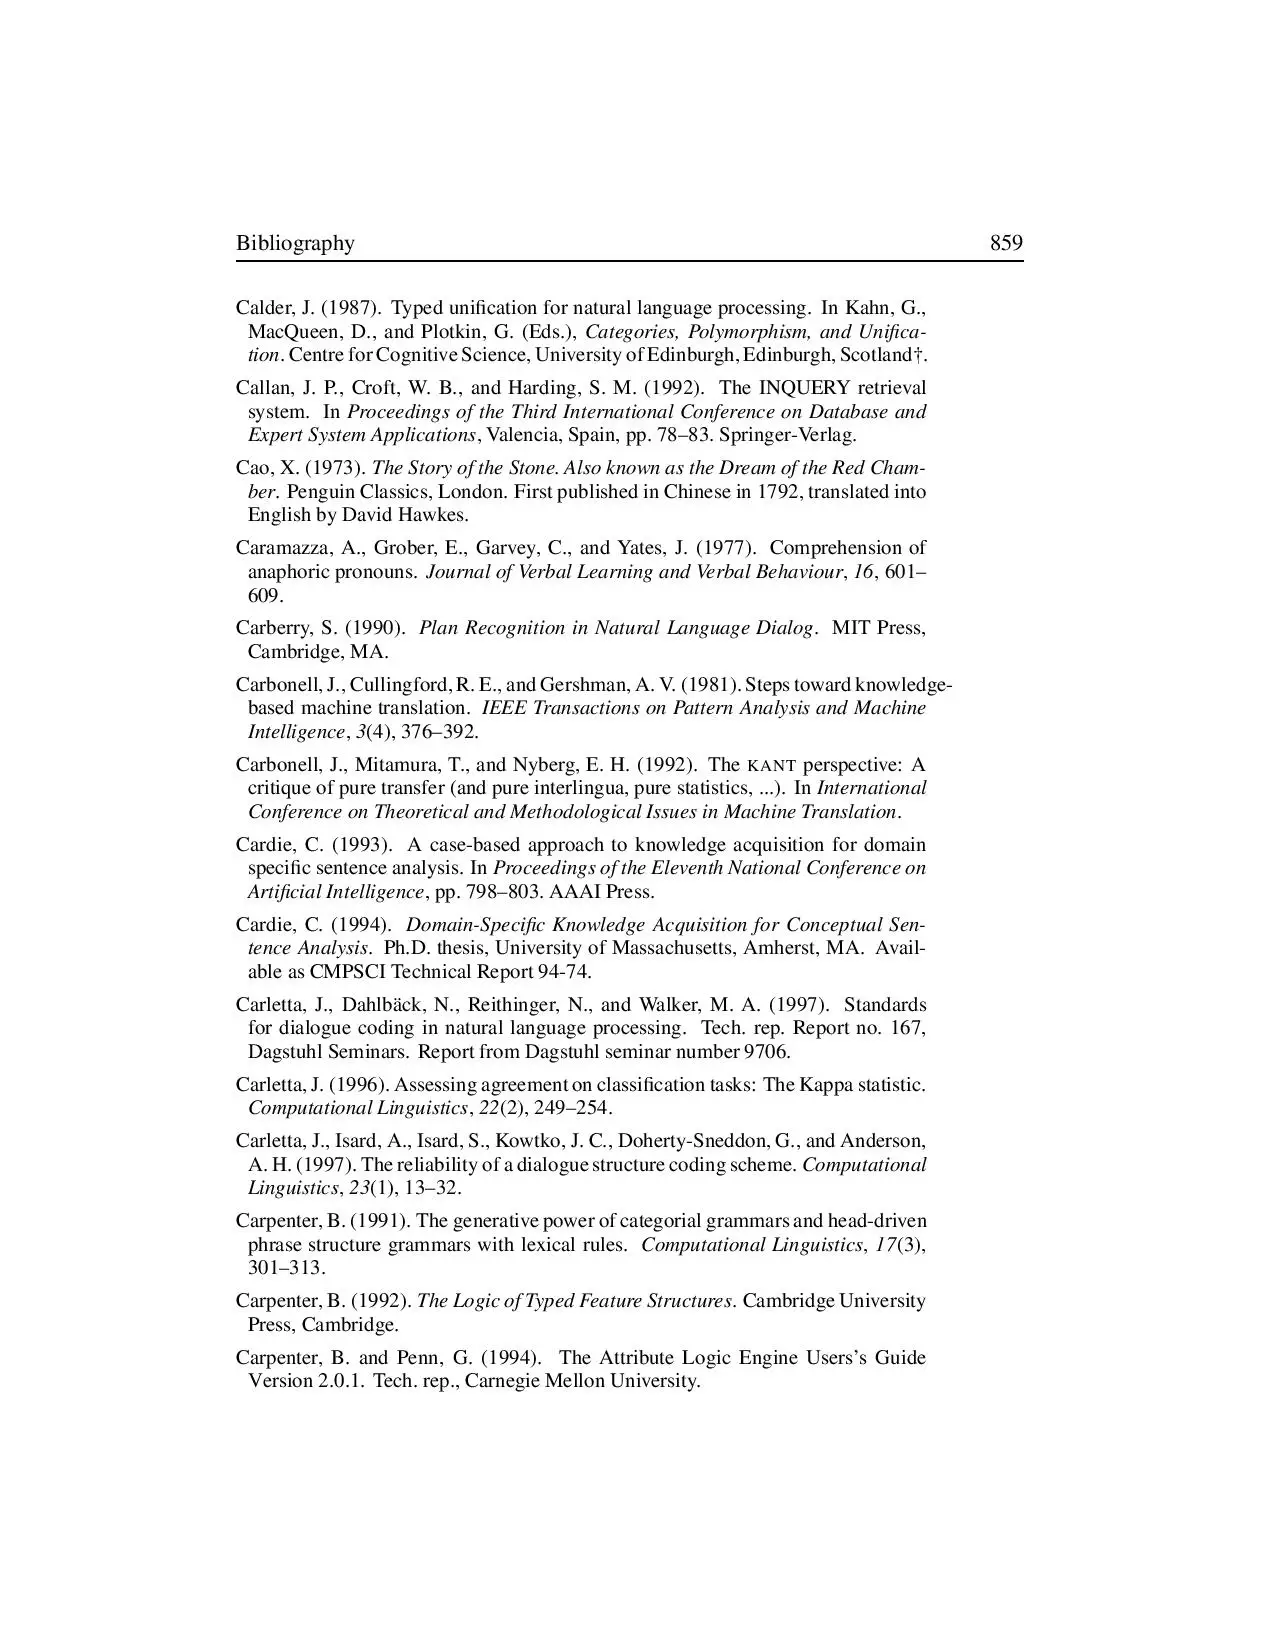 Bibliography 859
Calder, J. (1987). Typed unification for natural language processing. In Kahn, G.,
MacQueen, D., and Plotkin, G. (Eds.), Categories, Polymorphism, and Unifica-
tion. Centre for Cognitive Science, University of Edinburgh, Edinburgh, Scotland†.
Callan, J. P., Croft, W. B., and Harding, S. M. (1992). The INQUERY retrieval
system. In Proceedings of the Third International Conference on Database and
Expert System Applications, Valencia, Spain, pp. 78–83. Springer-Verlag.
Cao, X. (1973). The Story of the Stone. Also known as the Dream of the Red Cham-
ber. Penguin Classics, London. First published in Chinese in 1792, translated into
English by David Hawkes.
Caramazza, A., Grober, E., Garvey, C., and Yates, J. (1977). Comprehension of
anaphoric pronouns. Journal of Verbal Learning and Verbal Behaviour, 16, 601–
609.
Carberry, S. (1990). Plan Recognition in Natural Language Dialog. MIT Press,
Cambridge, MA.
Carbonell, J., Cullingford, R. E., and Gershman, A. V. (1981). Steps toward knowledge-
based machine translation. IEEE Transactions on Pattern Analysis and Machine
Intelligence, 3(4), 376–392.
Carbonell, J., Mitamura, T., and Nyberg, E. H. (1992). The KANT perspective: A
critique of pure transfer (and pure interlingua, pure statistics, ...). In International
Conference on Theoretical and Methodological Issues in Machine Translation.
Cardie, C. (1993). A case-based approach to knowledge acquisition for domain
specific sentence analysis. In Proceedings of the Eleventh National Conference on
Artificial Intelligence, pp. 798–803. AAAI Press.
Cardie, C. (1994). Domain-Specific Knowledge Acquisition for Conceptual Sen-
tence Analysis. Ph.D. thesis, University of Massachusetts, Amherst, MA. Avail-
able as CMPSCI Technical Report 94-74.
Carletta, J., Dahlbäck, N., Reithinger, N., and Walker, M. A. (1997). Standards
for dialogue coding in natural language processing. Tech. rep. Report no. 167,
Dagstuhl Seminars. Report from Dagstuhl seminar number 9706.
Carletta, J. (1996). Assessing agreement on classification tasks: The Kappa statistic.
Computational Linguistics, 22(2), 249–254.
Carletta, J., Isard, A., Isard, S., Kowtko, J. C., Doherty-Sneddon, G., and Anderson,
A. H. (1997). The reliability of a dialogue structure coding scheme. Computational
Linguistics, 23(1), 13–32.
Carpenter, B. (1991). The generative power of categorial grammars and head-driven
phrase structure grammars with lexical rules. Computational Linguistics, 17(3),
301–313.
Carpenter, B. (1992). The Logic of Typed Feature Structures. Cambridge University
Press, Cambridge.
Carpenter, B. and Penn, G. (1994). The Attribute Logic Engine Users's Guide
Version 2.0.1. Tech. rep., Carnegie Mellon University.